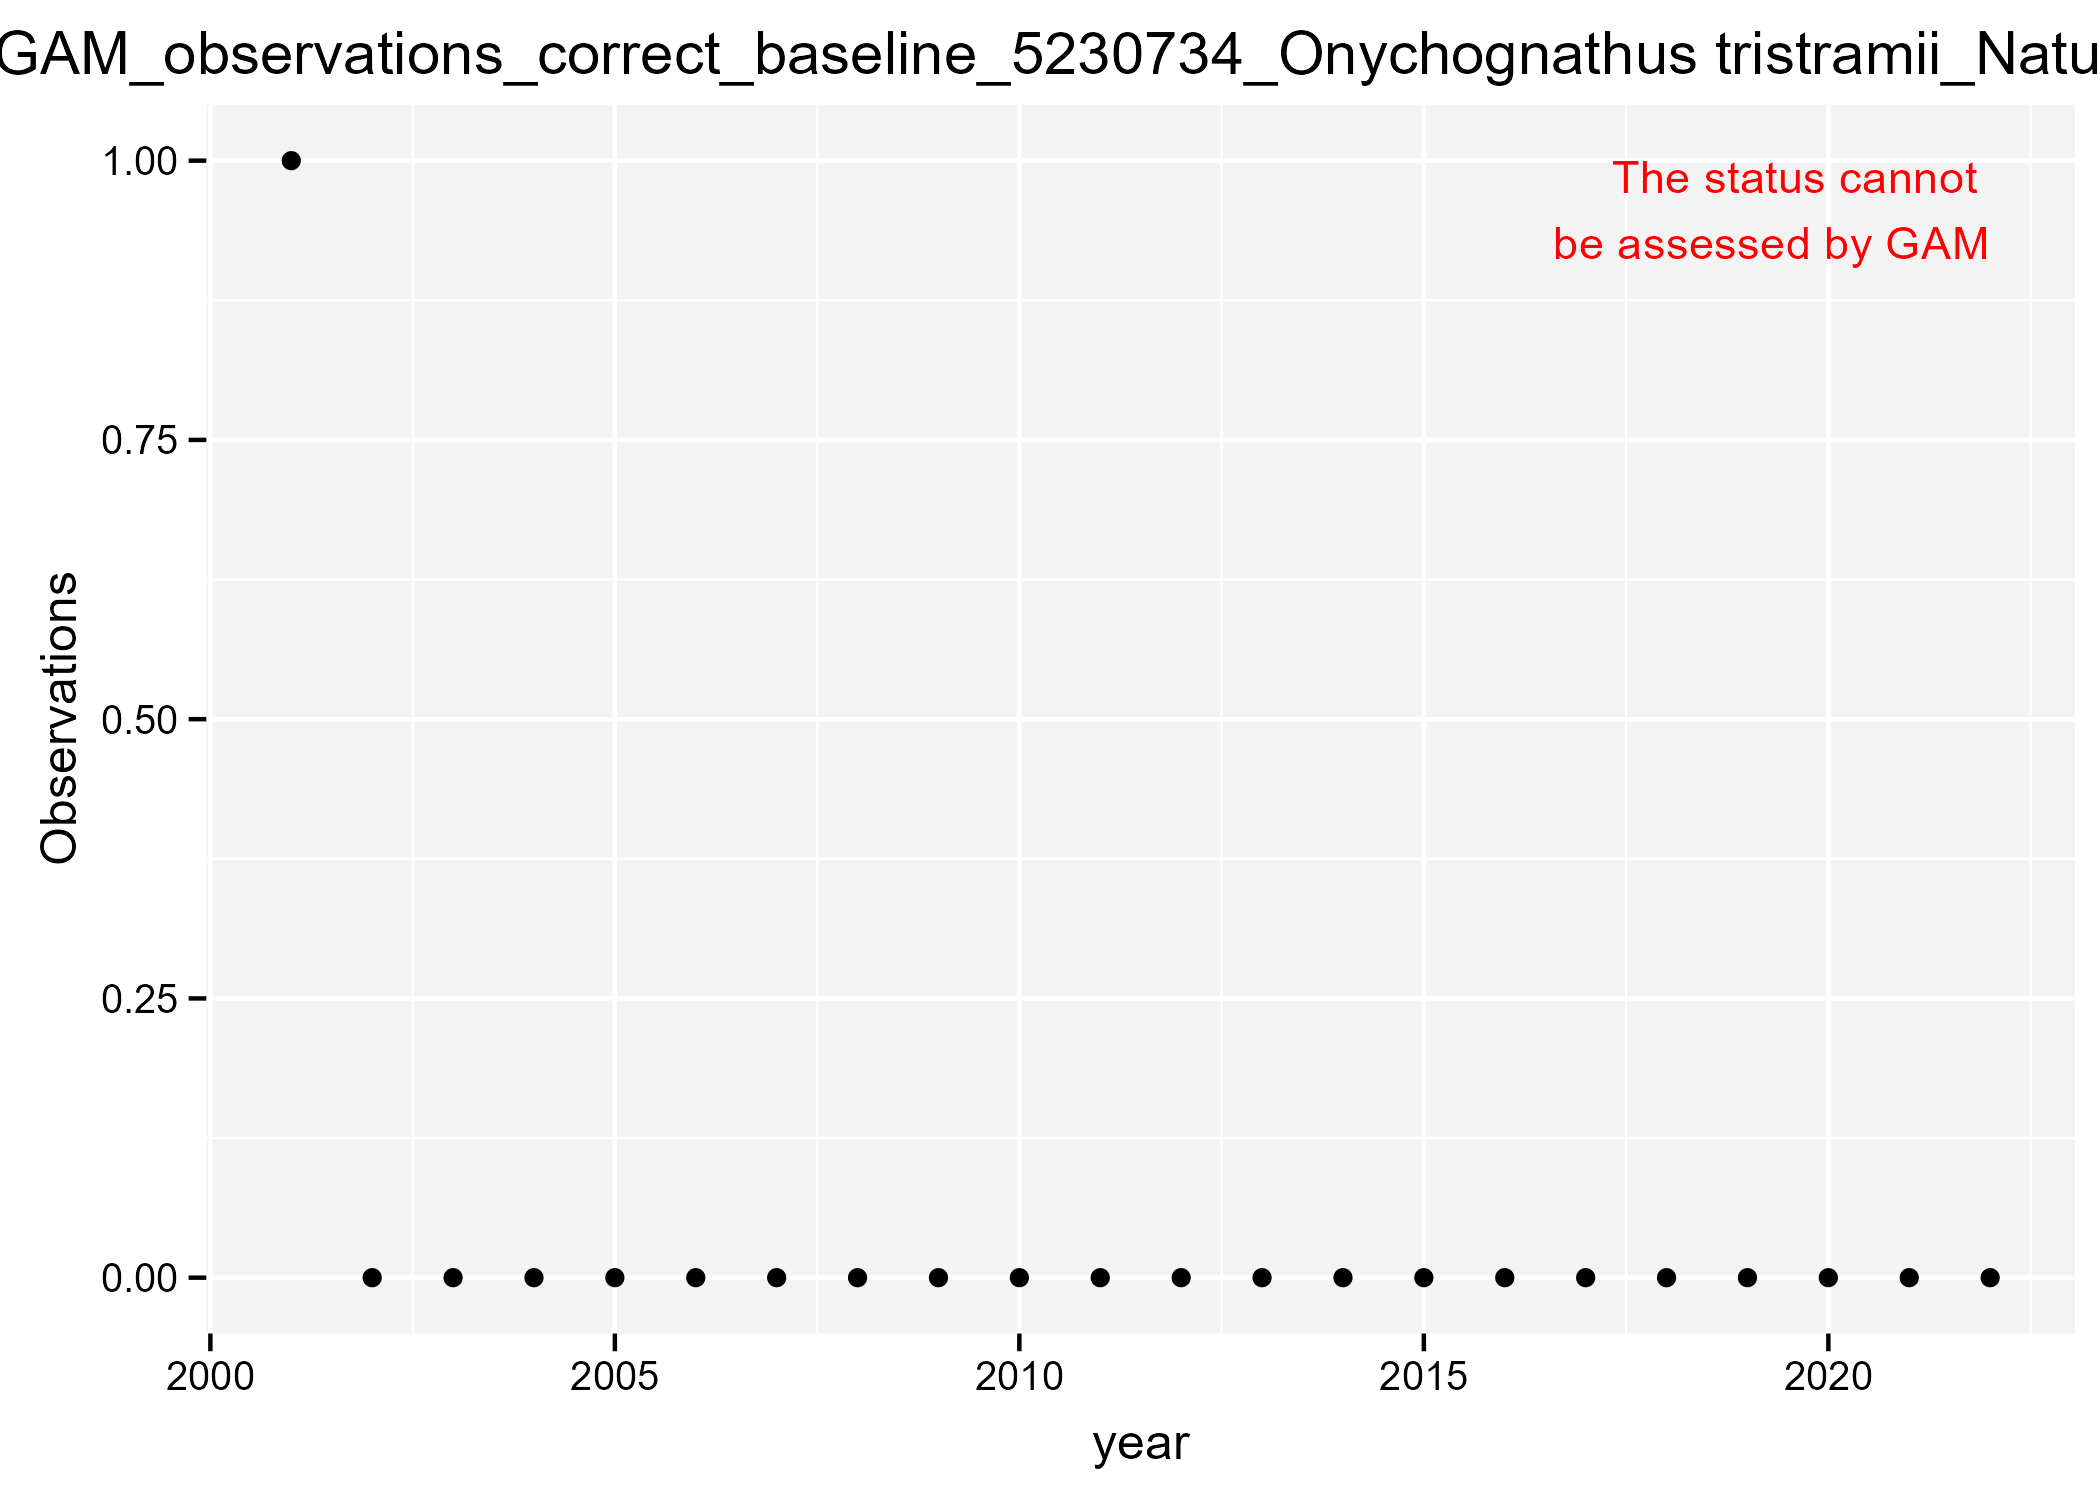 GAM_observations_correct_baseline_5230734_Onychognathus tristramii_Natu
The status cannot
be assessed by GAM
1.00
0.75
0.50
0.25
0.00
Observations
2000 2005 2010 2015 2020
year